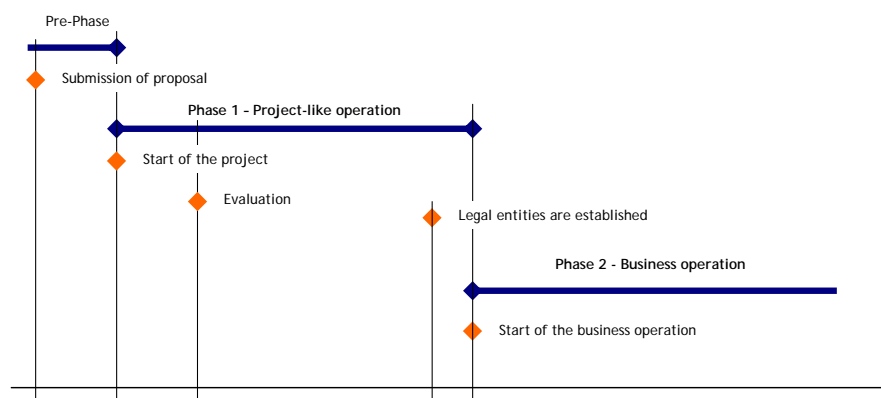 Pre-Phase
Submission of proposal
Phase 1 - Project-like operation
Start of the project
Evaluation
Legal entities are established
Phase 2 - Business operation
Start of the business operation